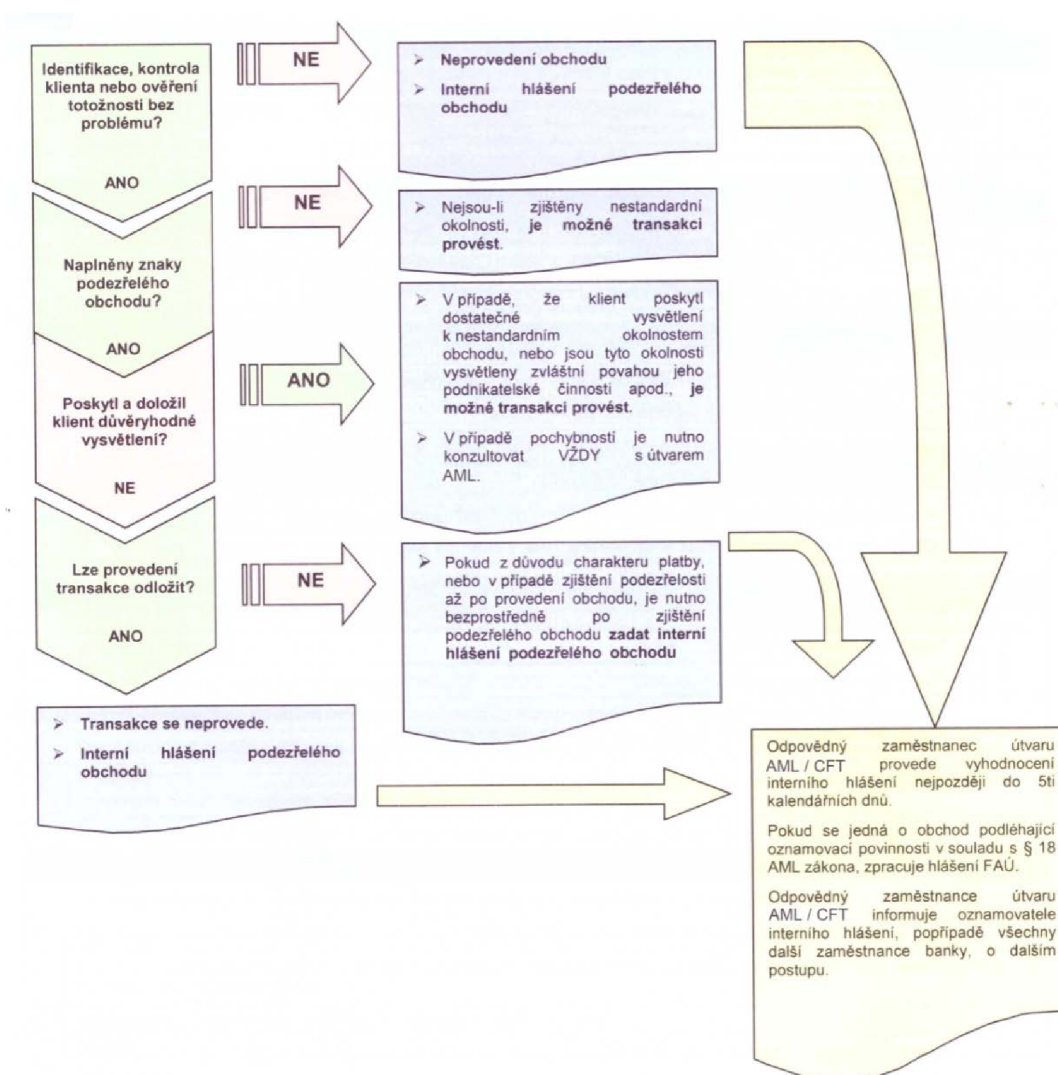 Identifikace, kontrola
klienta nebo ověření
totožnosti bez
problému?
ANO
NE
➢ Neprovedení obchodu
➢ Interní hlášení podezřelého
obchodu
Naplněny znaky
podezřelého
obchodu?
ANO
NE
➢ Nejsou-li zjištěny nestandardní
okolnosti, je možné transakci
provést.
Poskytl a doložil
klient důvěryhodné
vysvětlení?
NE
ANO
➢ V případě, že klient poskytl
dostatečné vysvětlení
k nestandardním okolnostem
obchodu, nebo jsou tyto okolnosti
vysvětleny zvláštní povahou jeho
podnikatelské činnosti apod., je
možné transakci provést.
➢ V případě pochybností je nutno
konzultovat VŽDY s útvarem
AML.
Lze provedení
transakce odložit?
ANO
NE
➢ Pokud z důvodu charakteru platby,
nebo v případě zjištění podezřelosti
až po provedení obchodu, je nutno
bezprostředně po zjištění
podezřelého obchodu zadat interní
hlášení podezřelého obchodu
➢ Transakce se neprovede.
➢ Interní hlášení podezřelého
obchodu
Odpovědný zaměstnanec útvaru
AML / CFT provede vyhodnocení
interního hlášení nejpozději do 5ti
kalendářních dnů.
Pokud se jedná o obchod podléhající
oznamovací povinnosti v souladu s § 18
AML zákona, zpracuje hlášení FAÚ.
Odpovědný zaměstnance útvaru
AML / CFT informuje oznamovatele
interního hlášení, popřípadě všechny
další zaměstnance banky, o dalším
postupu.